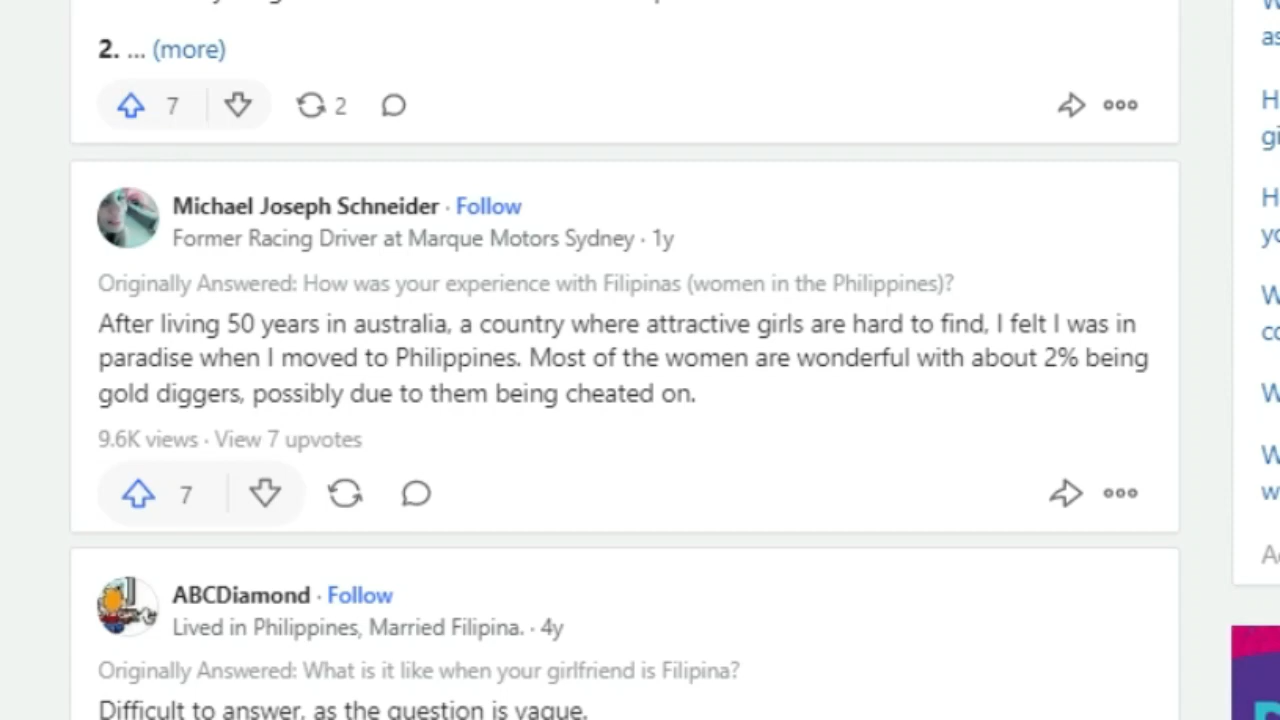 2. ... (more)
7
2
Michael Joseph Schneider · Follow
Former Racing Driver at Marque Motors Sydney · 1y
Originally Answered: How was your experience with Filipinas (women in the Philippines)?
After living 50 years in australia, a country where attractive girls are hard to find, I felt I was in
paradise when I moved to Philippines. Most of the women are wonderful with about 2% being
gold diggers, possibly due to them being cheated on.
9.6K views · View 7 upvotes
7
ABCDiamond · Follow
Lived in Philippines, Married Filipina. · 4y
Originally Answered: What is it like when your girlfriend is Filipina?
Difficult to answer, as the question is vague.